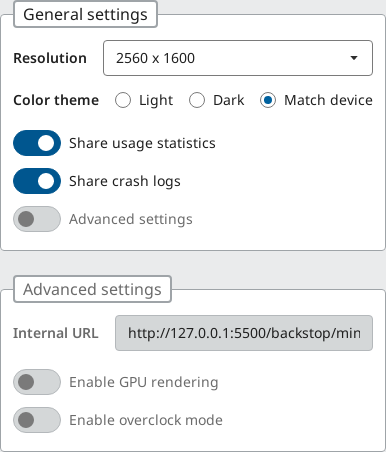 General settings
Resolution 2560 x 1600
Color theme Light Dark Match device
Share usage statistics
Share crash logs
Advanced settings
Advanced settings
Internal URL http://127.0.0.1:5500/backstop/min
Enable GPU rendering
Enable overclock mode